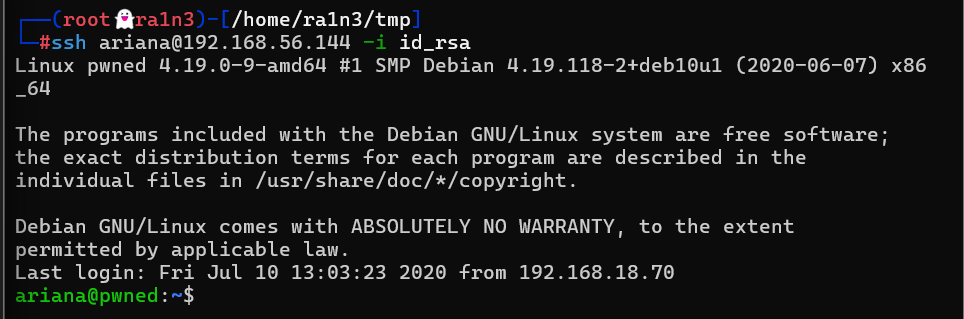 ┌──(root👻ra1n3)-[/home/ra1n3/tmp]
└─#ssh ariana@192.168.56.144 -i id_rsa
Linux pwned 4.19.0-9-amd64 #1 SMP Debian 4.19.118-2+deb10u1 (2020-06-07) x86
_64
The programs included with the Debian GNU/Linux system are free software;
the exact distribution terms for each program are described in the
individual files in /usr/share/doc/*/copyright.
Debian GNU/Linux comes with ABSOLUTELY NO WARRANTY, to the extent
permitted by applicable law.
Last login: Fri Jul 10 13:03:23 2020 from 192.168.18.70
ariana@pwned:~$